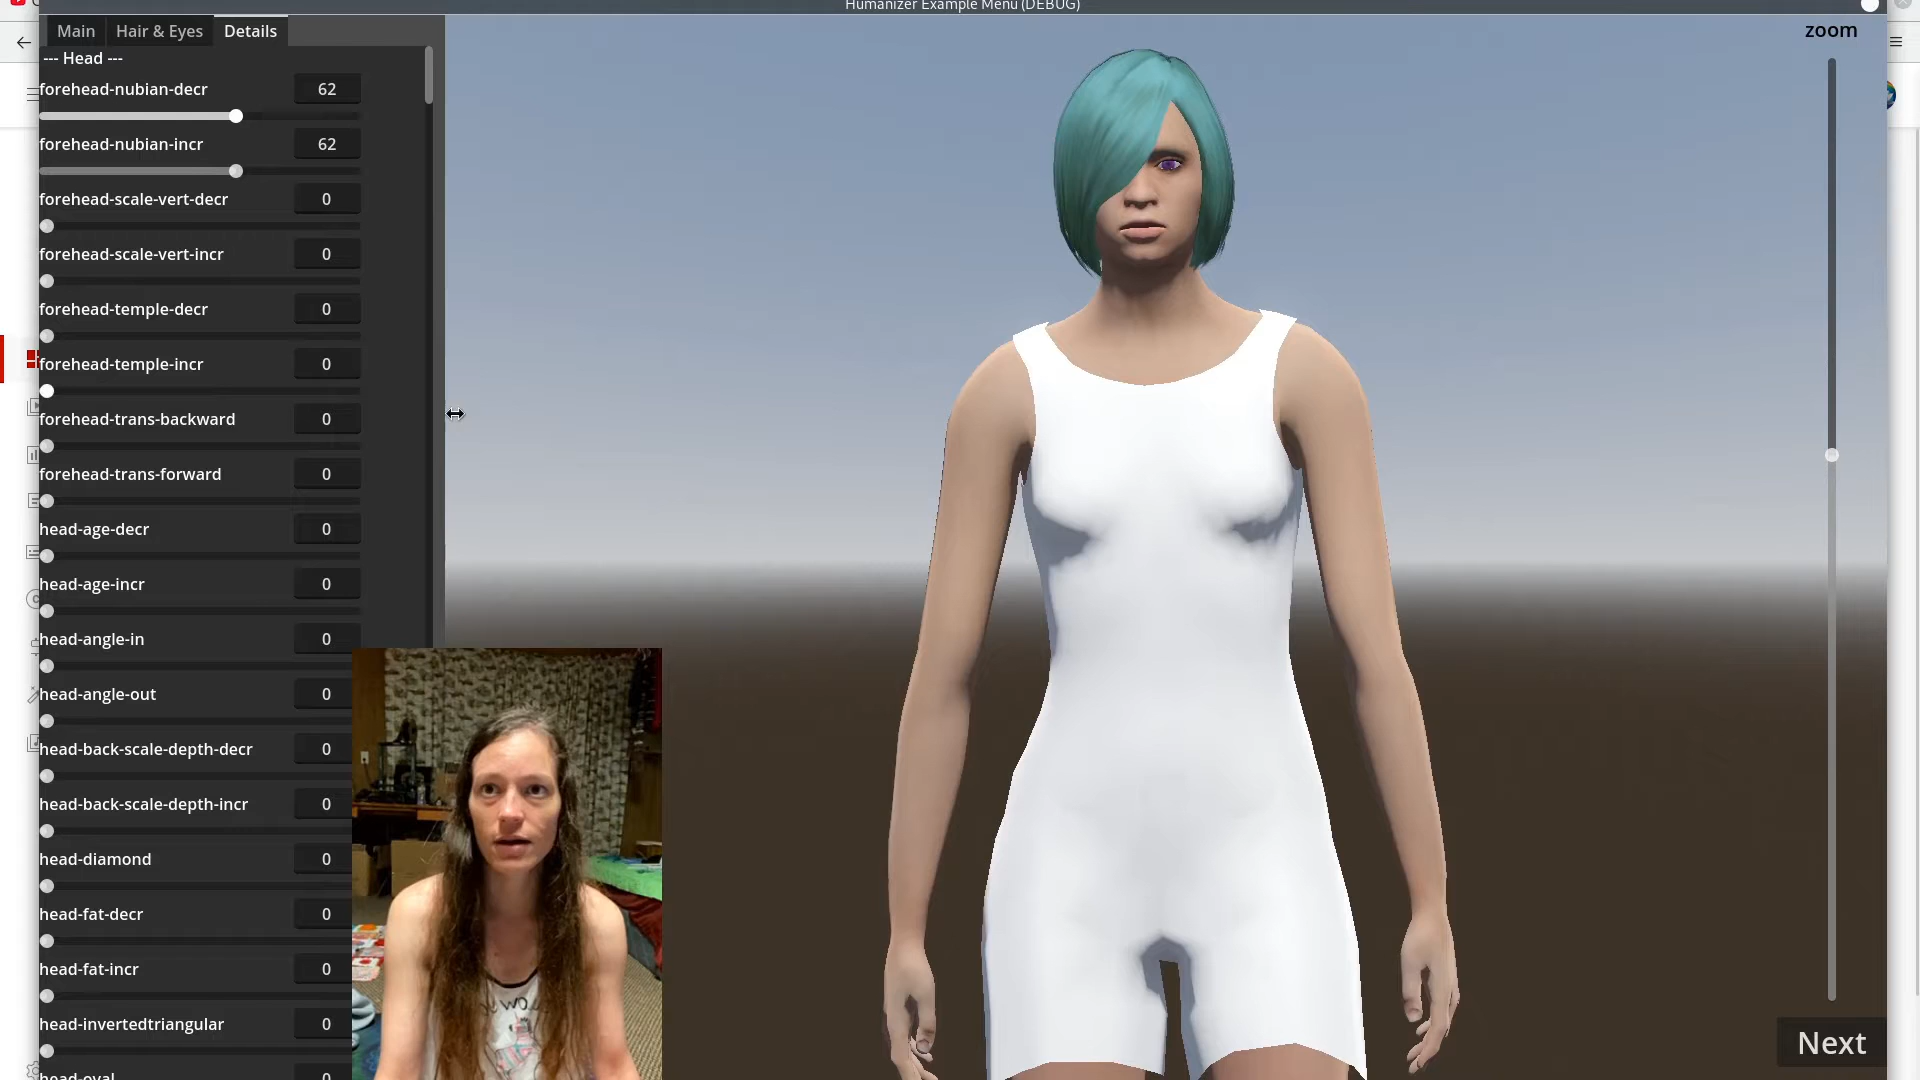 Humanizer Example Menu (DEBUG)
Main
Hair & Eyes
Details
zoom
--- Head ---
forehead-nubian-decr 62
forehead-nubian-incr 62
forehead-scale-vert-decr 0
forehead-scale-vert-incr 0
forehead-temple-decr 0
forehead-temple-incr 0
forehead-trans-backward 0
forehead-trans-forward 0
head-age-decr 0
head-age-incr 0
head-angle-in 0
head-angle-out 0
head-back-scale-depth-decr 0
head-back-scale-depth-incr 0
head-diamond 0
head-fat-decr 0
head-fat-incr 0
head-invertedtriangular 0
head-oval 0
Next